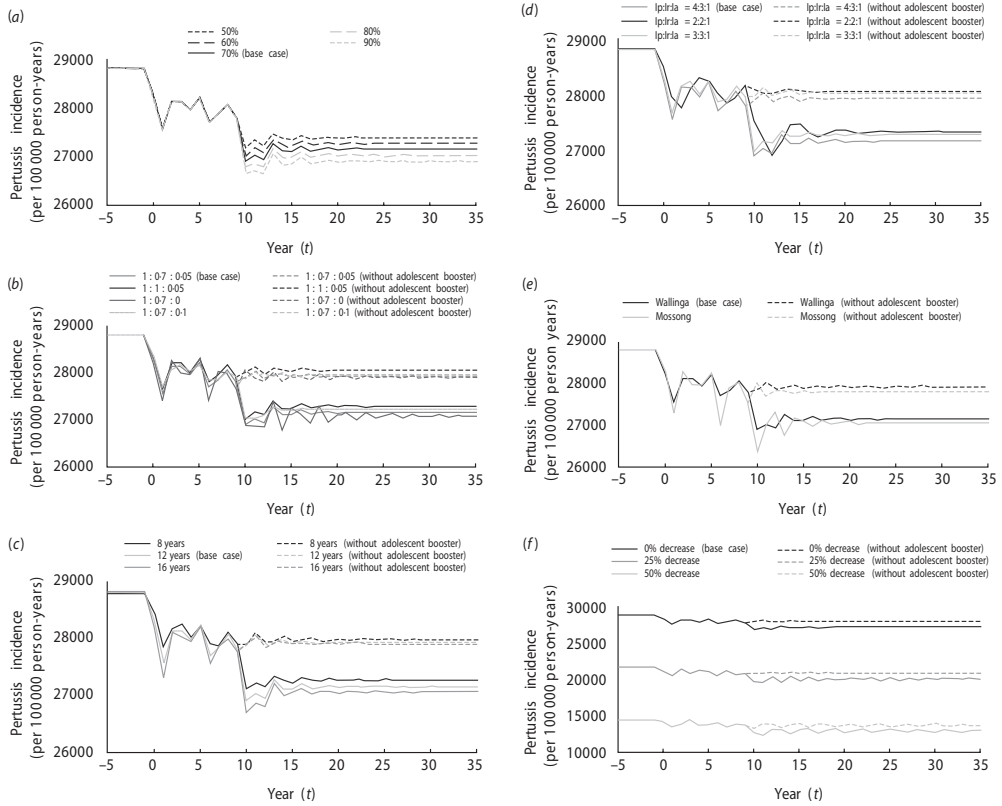 (a)
50%
60%
70% (base case)
80%
90%
29000
28000
27000
26000
Pertussis incidence
(per 100 000 person-years)
–5 0 5 10 15 20 25 30 35
Year (t)
(b)
1 : 0·7 : 0·05 (base case)
1 : 1 : 0·05
1 : 0·7 : 0
1 : 0·7 : 0·1
1 : 0·7 : 0·05 (without adolescent booster)
1 : 1 : 0·05 (without adolescent booster)
1 : 0·7 : 0 (without adolescent booster)
1 : 0·7 : 0·1 (without adolescent booster)
29000
28000
27000
26000
Pertussis incidence
(per 100 000 person-years)
–5 0 5 10 15 20 25 30 35
Year (t)
(c)
8 years
12 years (base case)
16 years
8 years (without adolescent booster)
12 years (without adolescent booster)
16 years (without adolescent booster)
29000
28000
27000
26000
Pertussis incidence
(per 100 000 person-years)
–5 0 5 10 15 20 25 30 35
Year (t)
(d)
Ip:Ir:Ia = 4:3:1 (base case)
Ip:Ir:Ia = 2:2:1
Ip:Ir:Ia = 3:3:1
Ip:Ir:Ia = 4:3:1 (without adolescent booster)
Ip:Ir:Ia = 2:2:1 (without adolescent booster)
Ip:Ir:Ia = 3:3:1 (without adolescent booster)
29000
28000
27000
26000
Pertussis incidence
(per 100 000 person-years)
–5 0 5 10 15 20 25 30 35
Year (t)
(e)
Wallinga (base case)
Mossong
Wallinga (without adolescent booster)
Mossong (without adolescent booster)
29000
28000
27000
26000
Pertussis incidence
(per 100 000 person-years)
–5 0 5 10 15 20 25 30 35
Year (t)
(f)
0% decrease (base case)
25% decrease
50% decrease
0% decrease (without adolescent booster)
25% decrease (without adolescent booster)
50% decrease (without adolescent booster)
30000
25000
20000
15000
10000
Pertussis incidence
(per 100 000 person-years)
–5 0 5 10 15 20 25 30 35
Year (t)